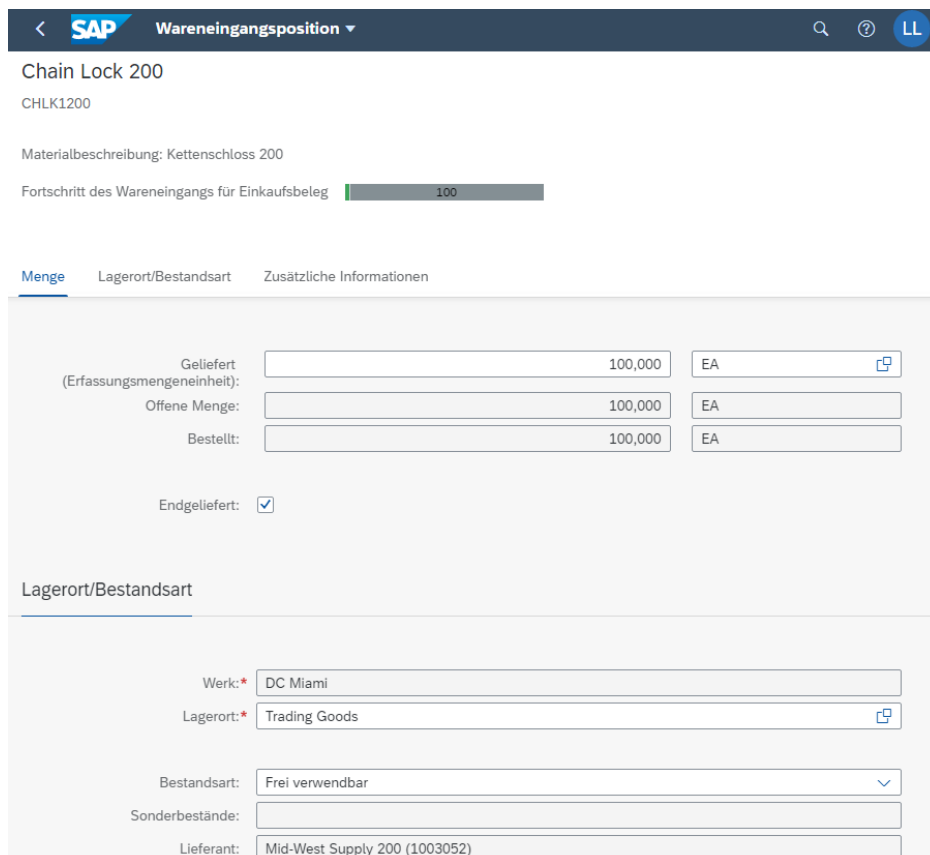 SAP Wareneingangsposition LL
Chain Lock 200
CHLK1200
Materialbeschreibung: Kettenschloss 200
Fortschritt des Wareneingangs für Einkaufsbeleg 100
Menge Lagerort/Bestandsart Zusätzliche Informationen
Geliefert
(Erfassungsmengeneinheit): 100,000 EA
Offene Menge: 100,000 EA
Bestellt: 100,000 EA
Endgeliefert:
Lagerort/Bestandsart
Werk:* DC Miami
Lagerort:* Trading Goods
Bestandsart: Frei verwendbar
Sonderbestände:
Lieferant: Mid-West Supply 200 (1003052)